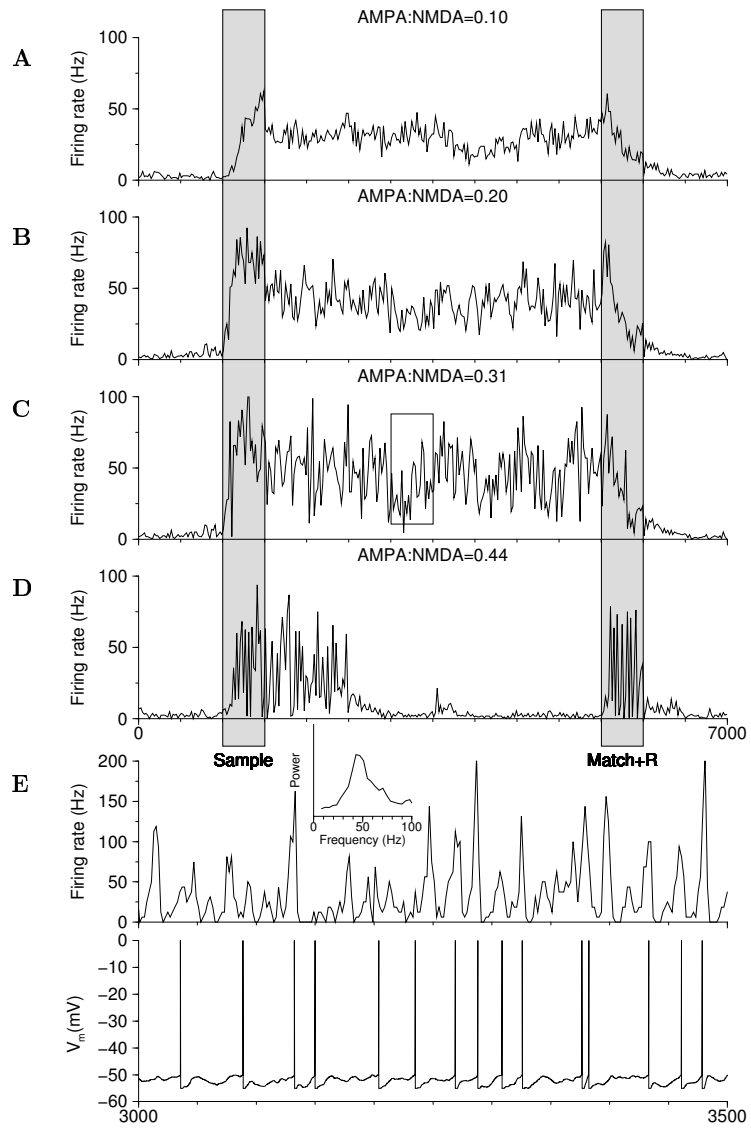 AMPA:NMDA=0.10
A
Firing rate (Hz)
100
50
0
AMPA:NMDA=0.20
B
Firing rate (Hz)
100
50
0
AMPA:NMDA=0.31
C
Firing rate (Hz)
100
50
0
AMPA:NMDA=0.44
D
Firing rate (Hz)
100
50
0
0 7000
Sample Match+R
E
Firing rate (Hz)
200
150
100
50
0
Power
0 50 100
Frequency (Hz)
Vm(mV)
0
−10
−20
−30
−40
−50
−60
3000 3500